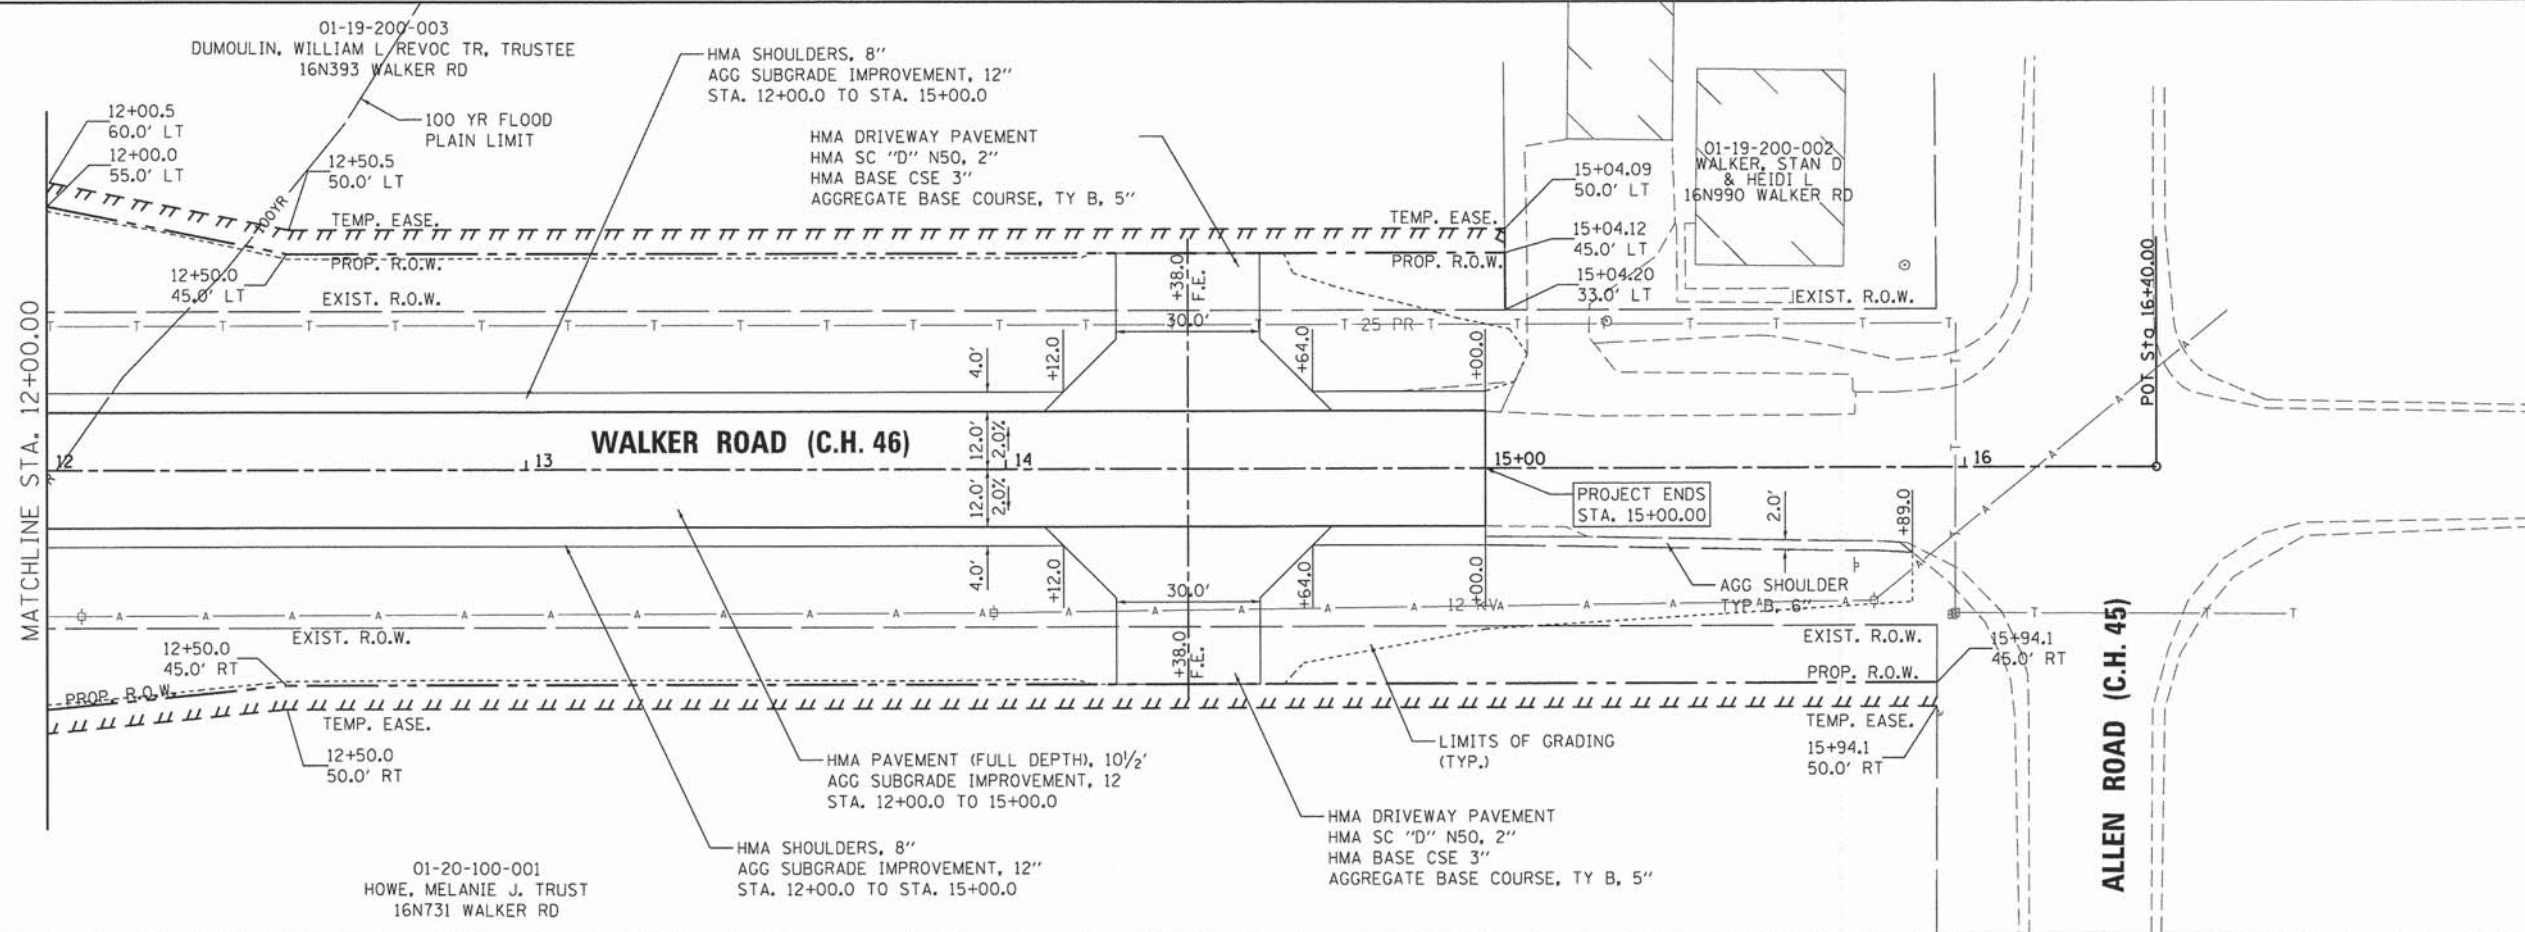 01-19-200-003
DUMOULIN, WILLIAM L REVOC TR, TRUSTEE
16N393 WALKER RD
HMA SHOULDERS, 8"
AGG SUBGRADE IMPROVEMENT, 12"
STA. 12+00.0 TO STA. 15+00.0
12+00.5
60.0' LT
12+00.0
55.0' LT
100 YR FLOOD
PLAIN LIMIT
12+50.5
50.0' LT
HMA DRIVEWAY PAVEMENT
HMA SC "D" N50, 2"
HMA BASE CSE 3"
AGGREGATE BASE COURSE, TY B, 5"
15+04.09
50.0' LT
01-19-200-002
WALKER, STAN D
& HEIDI L
16N990 WALKER RD
100YR
TEMP. EASE.
TEMP. EASE.
15+04.12
45.0' LT
12+50.0
45.0' LT
PROP. R.O.W.
PROP. R.O.W.
15+04.20
33.0' LT
EXIST. R.O.W.
EXIST. R.O.W.
+38.0
F.E.
30.0'
T 25 PR T
MATCHLINE STA. 12+00.00
POT Sta 16+40.00
4.0'
+12.0
+64.0
+00.0
WALKER ROAD (C.H. 46)
12.0'
2.0%
12
13
14
15+00
16
12.0'
2.0%
PROJECT ENDS
STA. 15+00.00
2.0'
+89.0
4.0'
+12.0
+64.0
+00.0
30.0'
12 KV
AGG SHOULDER
TYP B, 6"
EXIST. R.O.W.
EXIST. R.O.W.
+38.0
F.E.
12+50.0
45.0' RT
15+94.1
45.0' RT
PROP. R.O.W.
PROP. R.O.W.
TEMP. EASE.
TEMP. EASE.
12+50.0
50.0' RT
15+94.1
50.0' RT
LIMITS OF GRADING
(TYP.)
HMA PAVEMENT (FULL DEPTH), 10½'
AGG SUBGRADE IMPROVEMENT, 12
STA. 12+00.0 TO 15+00.0
HMA DRIVEWAY PAVEMENT
HMA SC "D" N50, 2"
HMA BASE CSE 3"
AGGREGATE BASE COURSE, TY B, 5"
HMA SHOULDERS, 8"
AGG SUBGRADE IMPROVEMENT, 12"
STA. 12+00.0 TO STA. 15+00.0
01-20-100-001
HOWE, MELANIE J. TRUST
16N731 WALKER RD
ALLEN ROAD (C.H. 45)